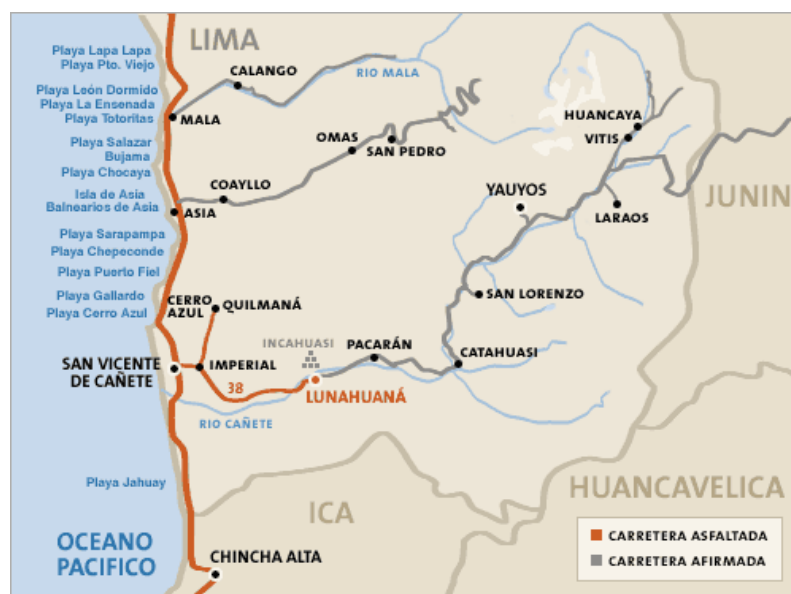 LIMA
Playa Lapa Lapa
Playa Pto. Viejo
CALANGO
RIO MALA
Playa León Dormido
Playa La Ensenada
Playa Totoritas
MALA
HUANCAYA
VITIS
OMAS
SAN PEDRO
Playa Salazar
Bujama
Playa Chocaya
COAYLLO
YAUYOS
LARAOS
JUNIN
Isla de Asia
Balnearios de Asia
ASIA
Playa Sarapampa
Playa Chepeconde
Playa Puerto Fiel
Playa Gallardo
Playa Cerro Azul
CERRO
AZUL
QUILMANÁ
SAN LORENZO
INCAHUASI
PACARÁN
CATAHUASI
SAN VICENTE
DE CAÑETE
IMPERIAL
38
LUNAHUANÁ
RIO CAÑETE
Playa Jahuay
ICA
HUANCAVELICA
OCEANO
PACIFICO
CHINCHA ALTA
CARRETERA ASFALTADA
CARRETERA AFIRMADA